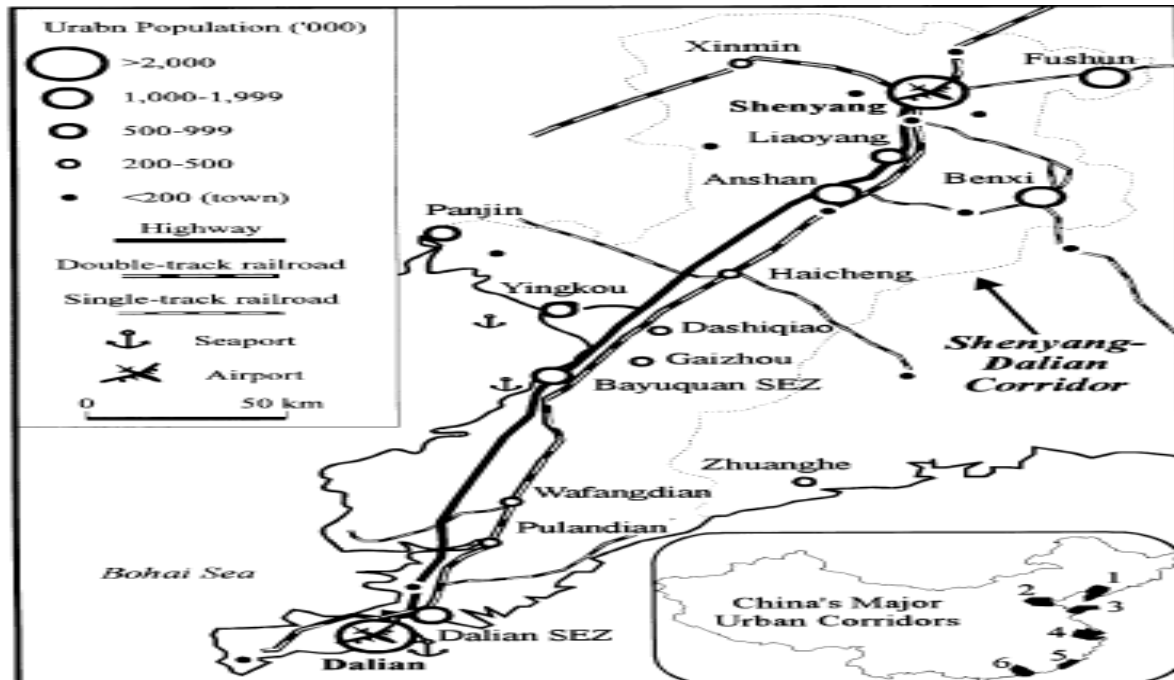 Urabn Population ('000)
>2,000
1,000-1,999
500-999
200-500
<200 (town)
Highway
Double-track railroad
Single-track railroad
Seaport
Airport
0 50 km
Xinmin
Fushun
Shenyang
Liaoyang
Anshan
Benxi
Panjin
Haicheng
Yingkou
Dashiqiao
Gaizhou
Bayuquan SEZ
Shenyang-
Dalian
Corridor
Zhuanghe
Wafangdian
Pulandian
Bohai Sea
Dalian SEZ
Dalian
China's Major
Urban Corridors
1
2
3
4
5
6